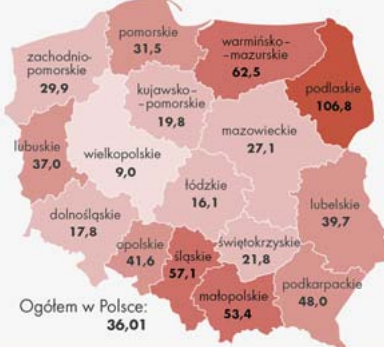 pomorskie
31,5
warmińsko-
-mazurskie
62,5
zachodnio-
pomorskie
29,9
podlaskie
106,8
kujawsko-
-pomorskie
19,8
mazowieckie
27,1
lubuskie
37,0
wielkopolskie
9,0
łódzkie
16,1
lubelskie
39,7
dolnośląskie
17,8
opolskie
41,6
śląskie
57,1
świętokrzyskie
21,8
podkarpackie
48,0
małopolskie
53,4
Ogółem w Polsce:
36,01